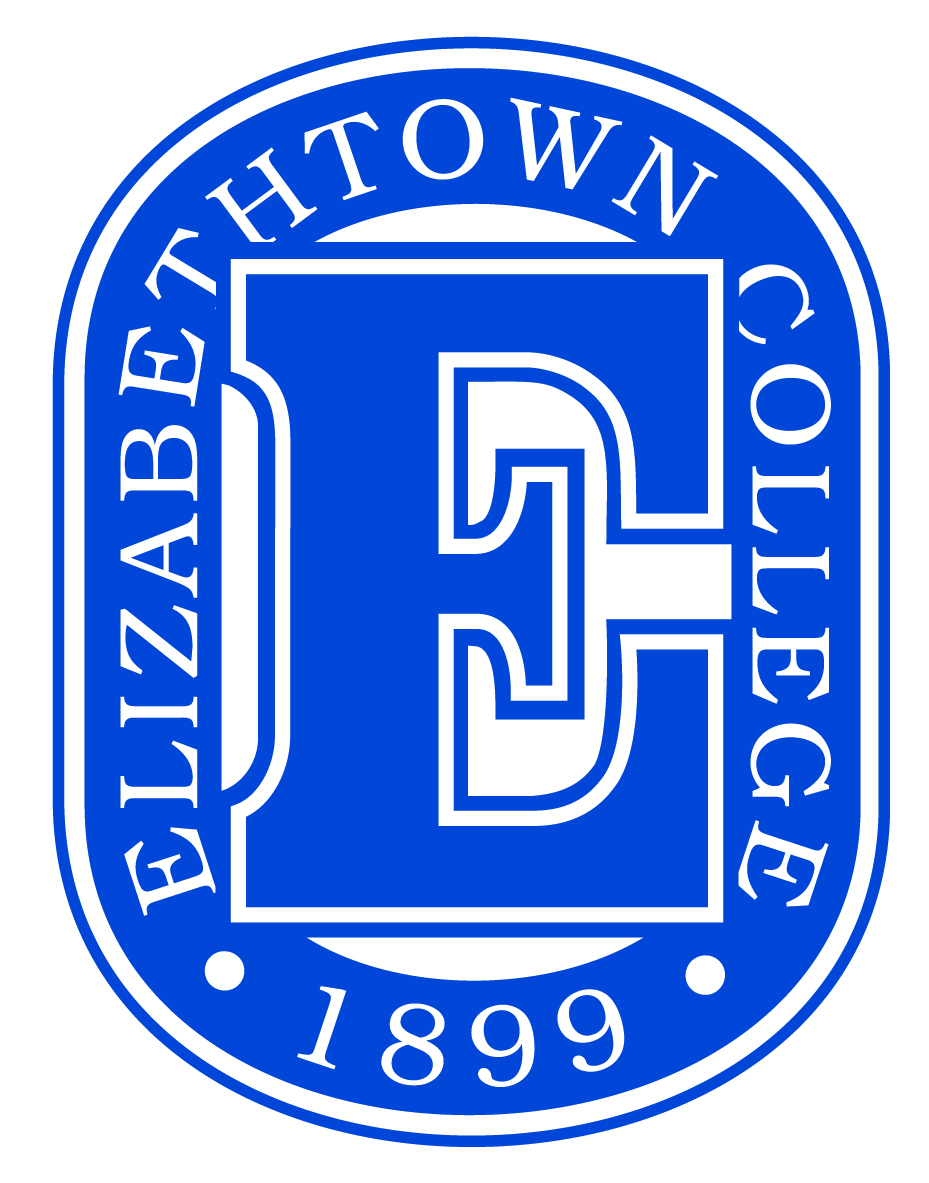 ELIZABETHTOWN COLLEGE
E
• 1899 •